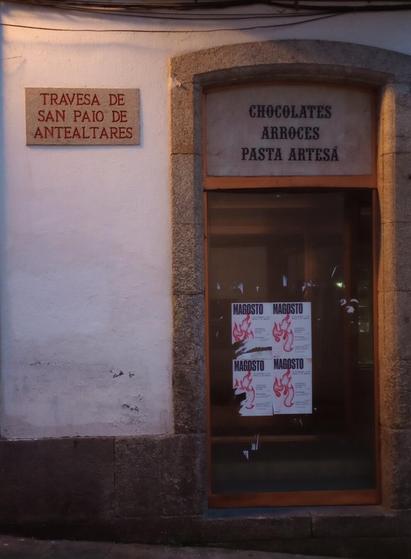 TRAVESA DE
SAN PAIO DE
ANTEALTARES
CHOCOLATES
ARROCES
PASTA ARTESÁ
MAGOSTO
MAGOSTO
MAGOSTO
MAGOSTO